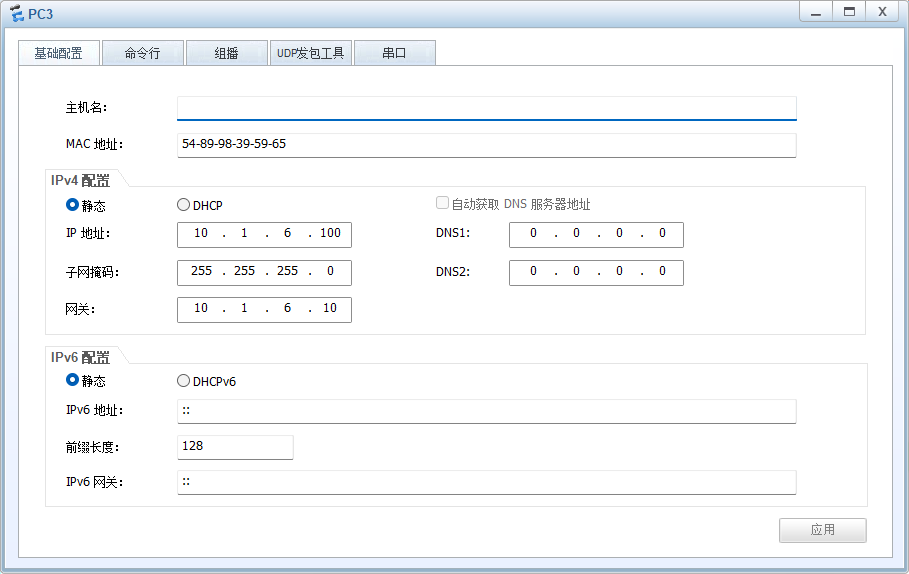 PC3
基础配置 命令行 组播 UDP发包工具 串口
主机名:
MAC 地址: 54-89-98-39-59-65
IPv4 配置
静态 DHCP 自动获取 DNS 服务器地址
IP 地址: 10 . 1 . 6 . 100 DNS1: 0 . 0 . 0 . 0
子网掩码: 255 . 255 . 255 . 0 DNS2: 0 . 0 . 0 . 0
网关: 10 . 1 . 6 . 10
IPv6 配置
静态 DHCPv6
IPv6 地址: ::
前缀长度: 128
IPv6 网关: ::
应用